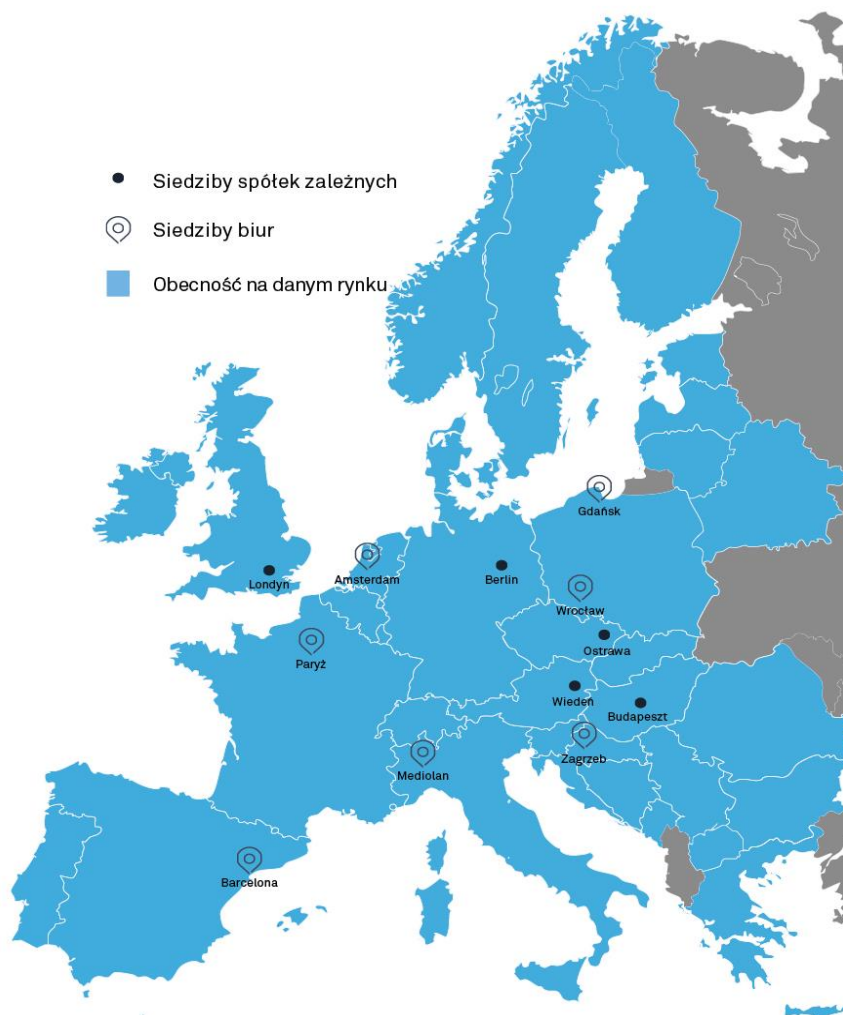 Siedziby spółek zależnych
Siedziby biur
Obecność na danym rynku
Gdańsk
Londyn
Amsterdam
Berlin
Wrocław
Ostrawa
Paryż
Wiedeń
Budapeszt
Zagrzeb
Mediolan
Barcelona